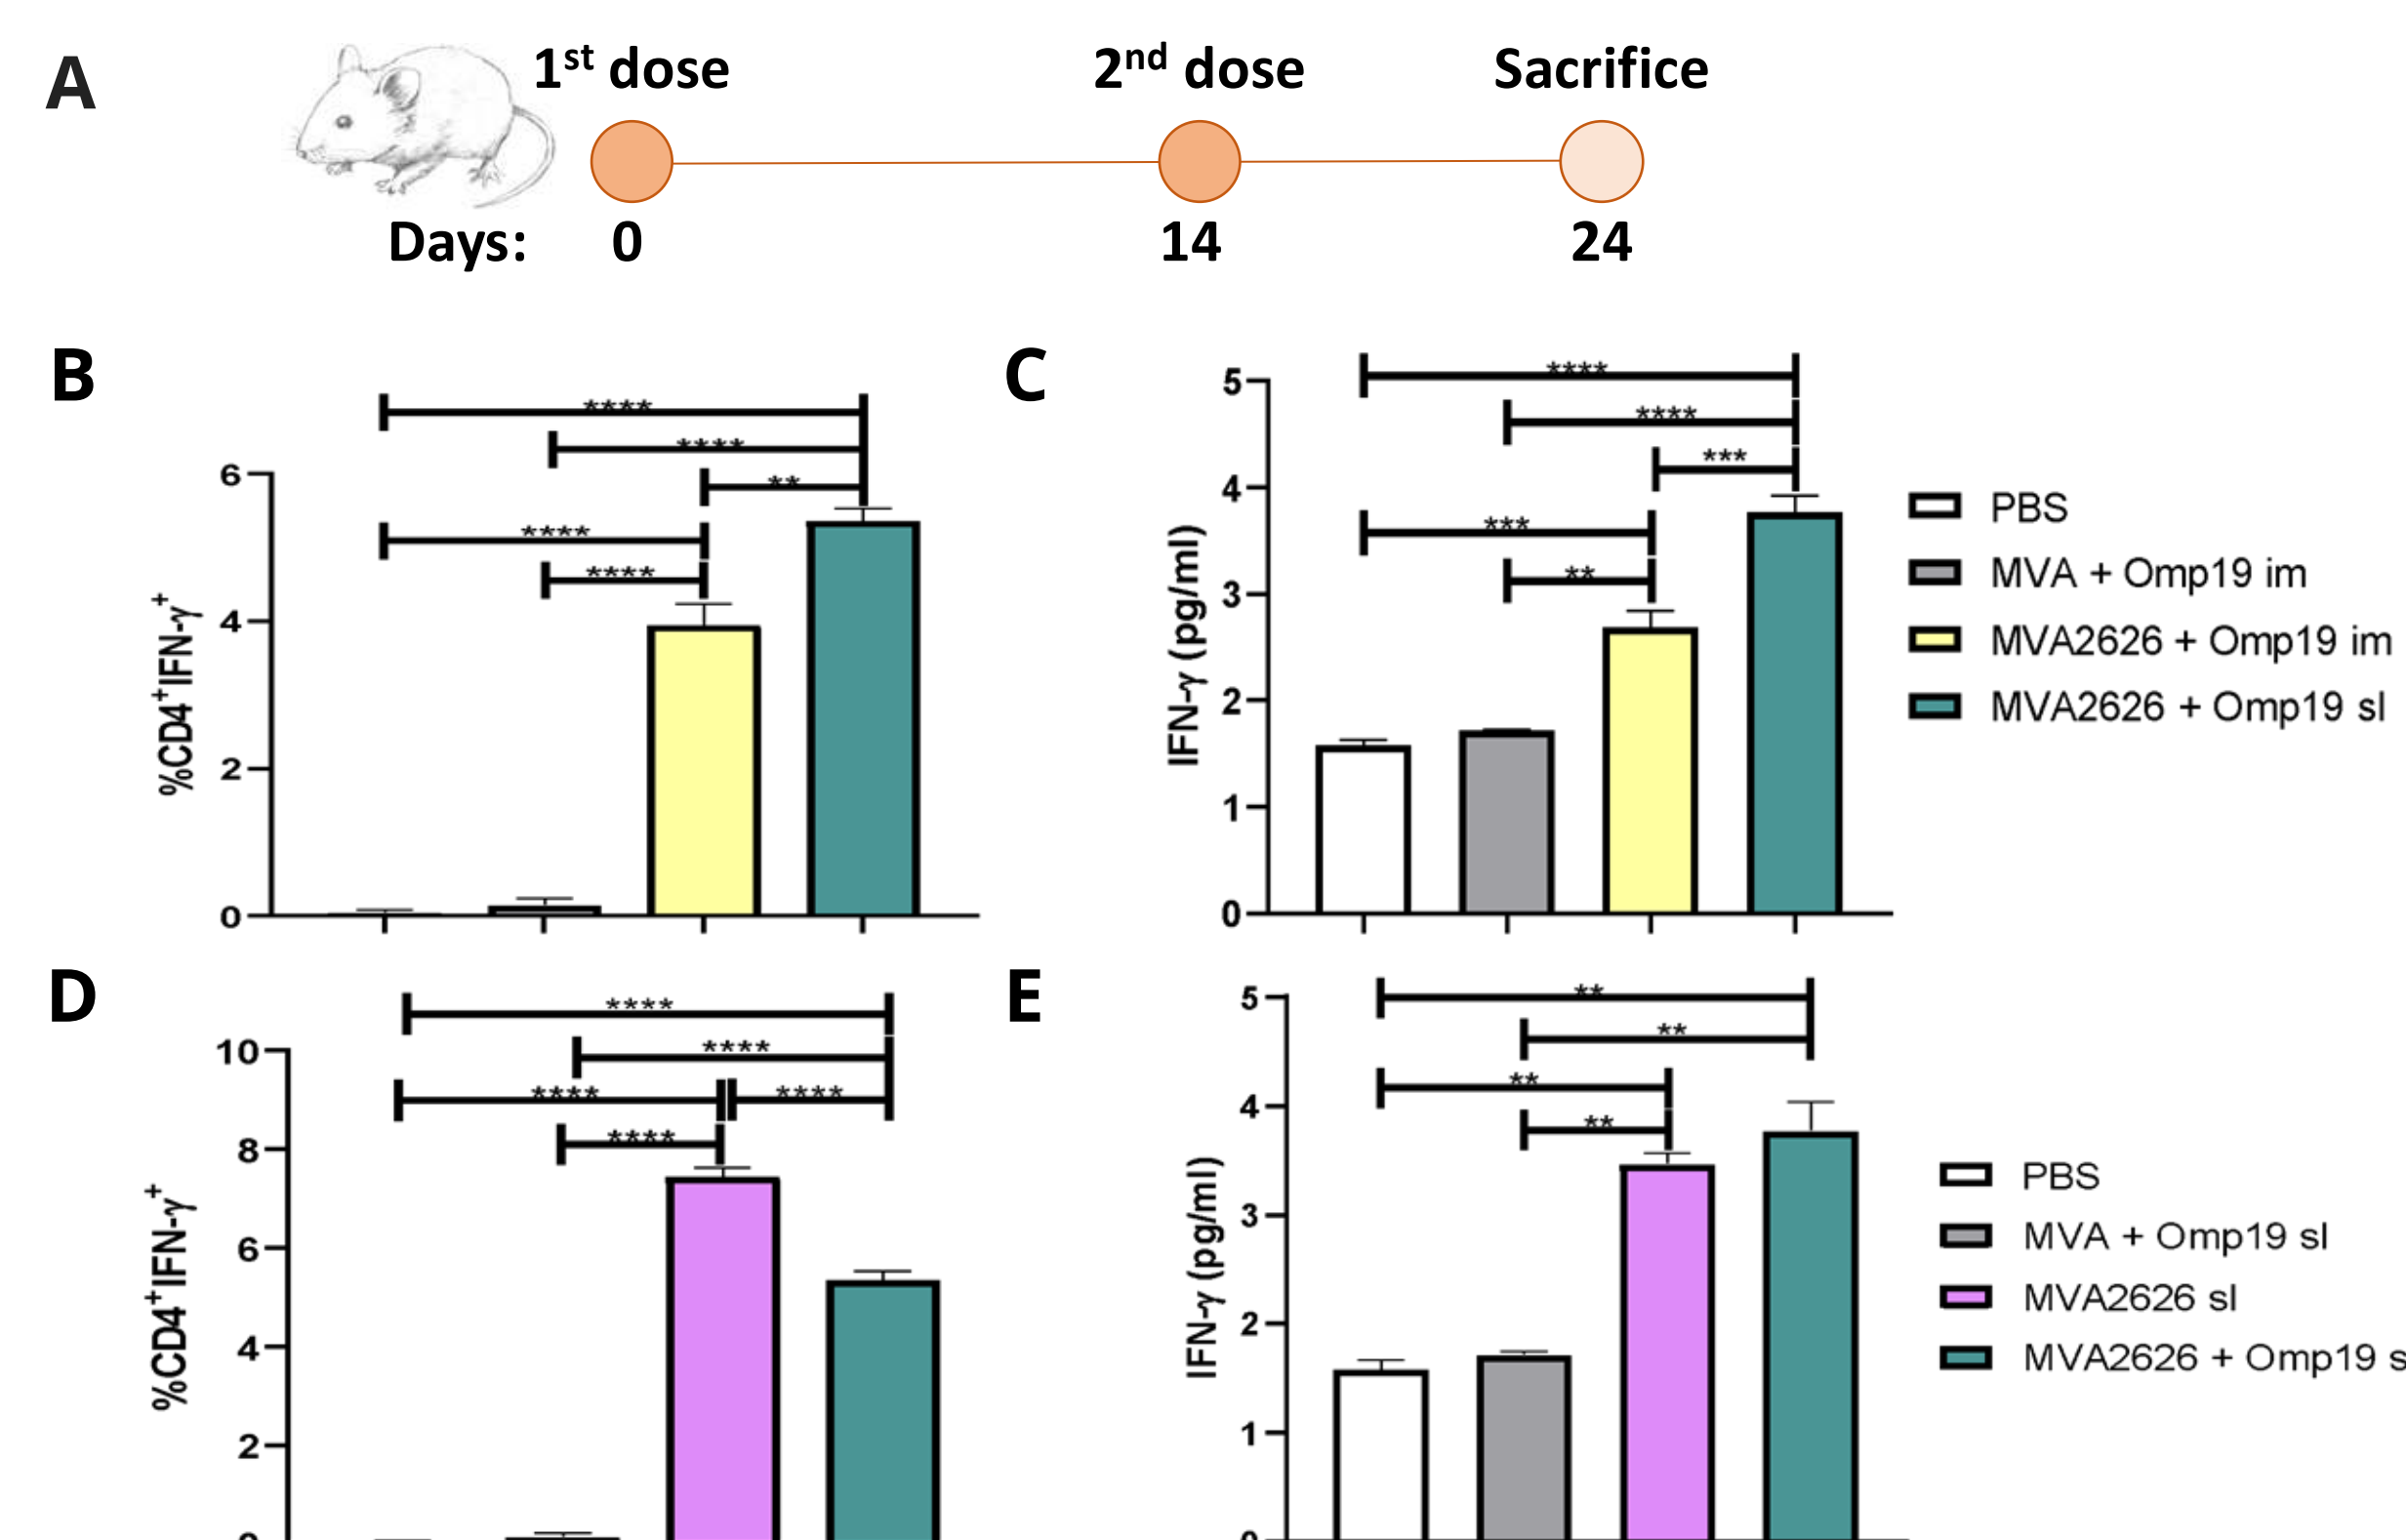 A
1st dose
2nd dose
Sacrifice
Days:
0
14
24
B
%CD4+IFN-γ+
6
4
2
0
****
****
**
****
****
C
IFN-γ (pg/ml)
5
4
3
2
1
0
****
****
***
***
**
PBS
MVA + Omp19 im
MVA2626 + Omp19 im
MVA2626 + Omp19 sl
D
%CD4+IFN-γ+
10
8
6
4
2
****
****
****
****
****
E
IFN-γ (pg/ml)
5
4
3
2
1
**
**
**
**
PBS
MVA + Omp19 sl
MVA2626 sl
MVA2626 + Omp19 s